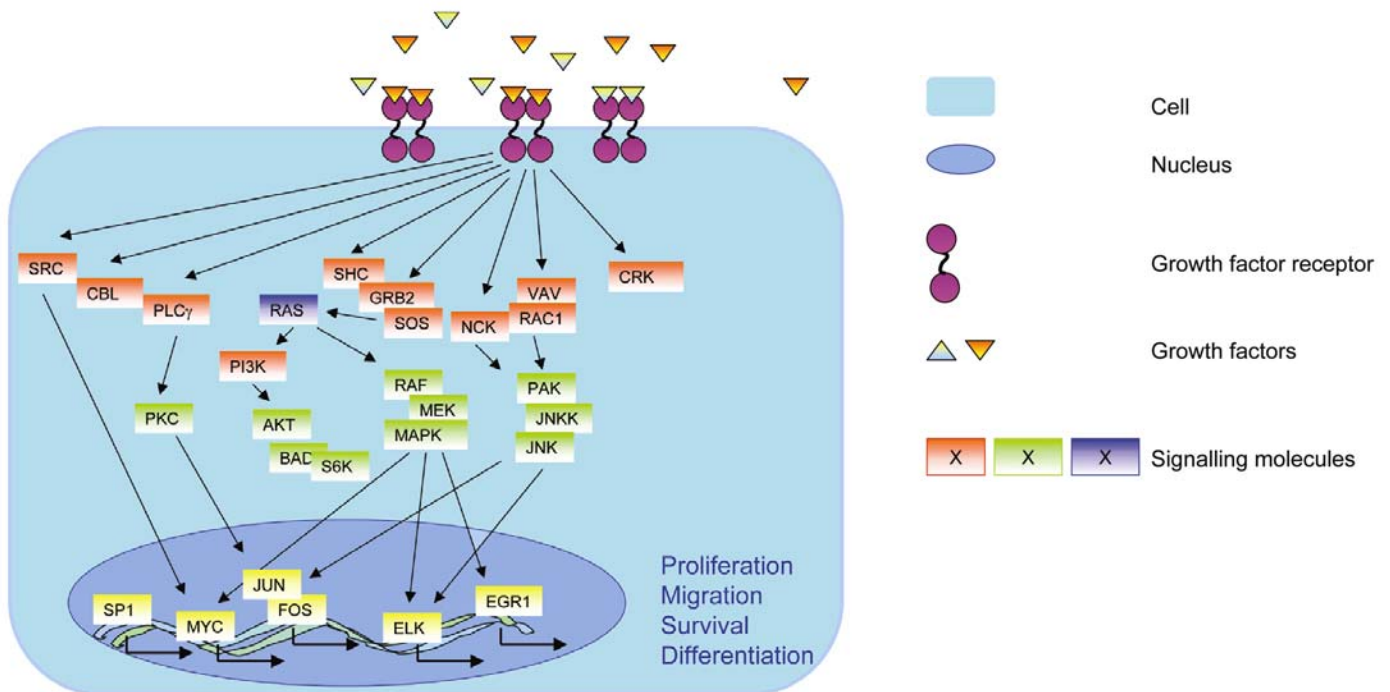 SRC
CBL
PLCγ
SHC
GRB2
SOS
RAS
NCK
VAV
RAC1
CRK
PI3K
RAF
MEK
MAPK
PAK
JNKK
JNK
PKC
AKT
BAD
S6K
JUN
FOS
SP1
MYC
ELK
EGR1
Proliferation
Migration
Survival
Differentiation
Cell
Nucleus
Growth factor receptor
Growth factors
X X X Signalling molecules